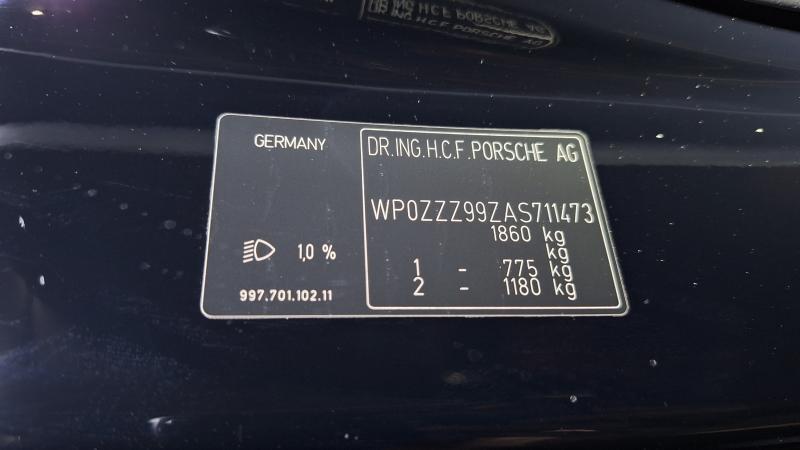 GERMANY
1,0 %
997.701.102.11
DR.ING.H.C.F.PORSCHE AG
WP0ZZZ99ZAS711473
1860 kg
kg
1 - 775 kg
2 - 1180 kg